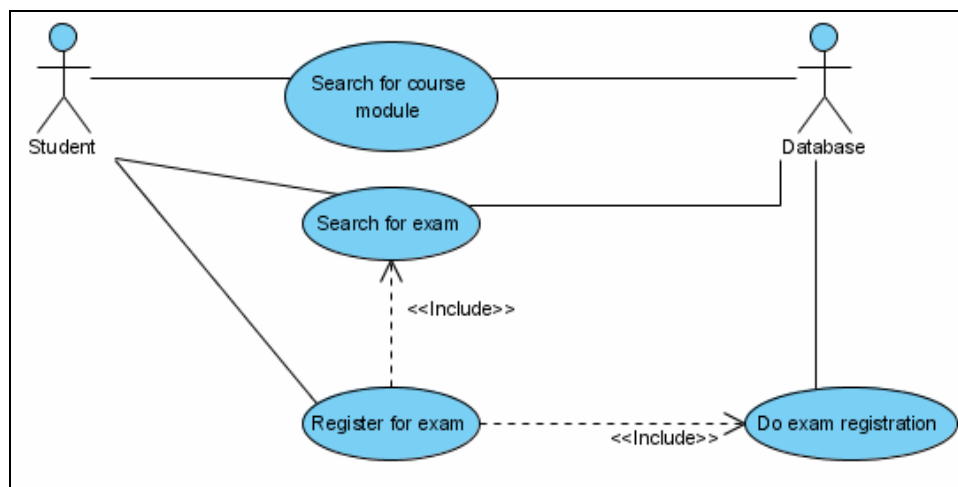 Search for course
module
Student
Database
Search for exam
<<Include>>
Register for exam
<<Include>>
Do exam registration